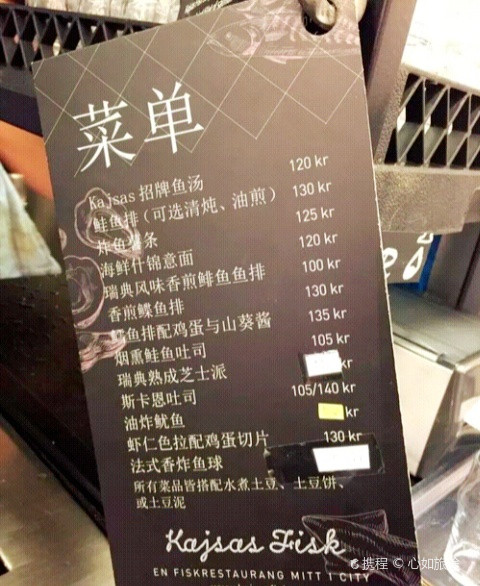 菜单
Kajsas 招牌鱼汤 120 kr
鲑鱼排（可选清炖、油煎） 130 kr
炸鱼薯条 125 kr
海鲜什锦意面 120 kr
瑞典风味香煎鲱鱼鱼排 100 kr
香煎鲽鱼排 130 kr
鱼排配鸡蛋与山葵酱 135 kr
烟熏鲑鱼吐司 105 kr
瑞典熟成芝士派 kr
斯卡恩吐司 105/140 kr
油炸鱿鱼 kr
虾仁色拉配鸡蛋切片 130 kr
法式香炸鱼球
所有菜品皆搭配水煮土豆、土豆饼、
或土豆泥
Kajsas Fisk
EN FISKRESTAURANG MITT I CITY
携程 © 心如旅